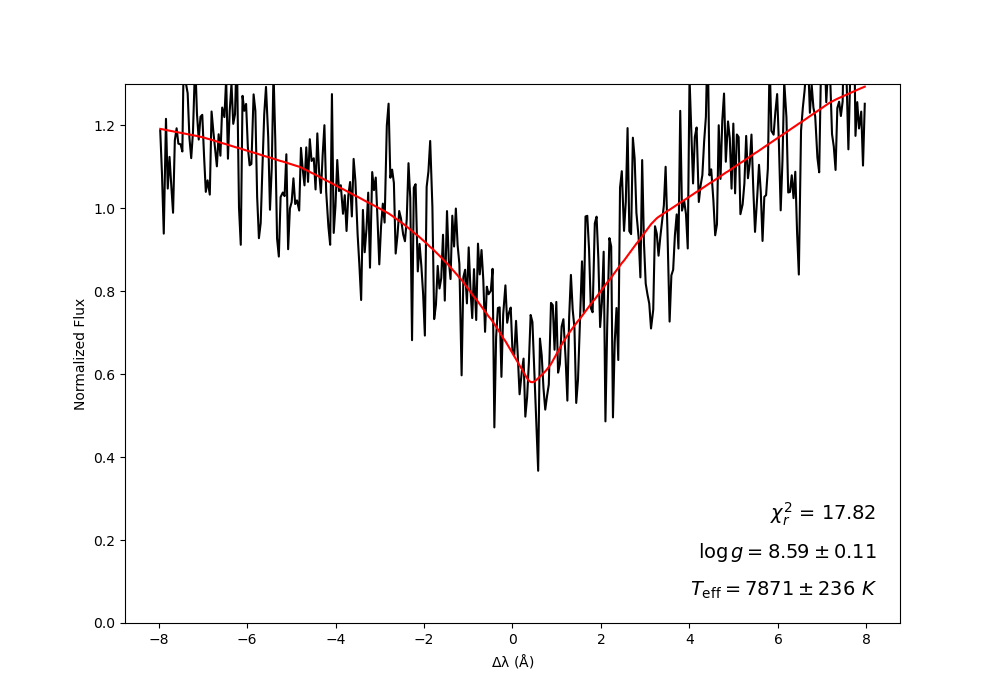 1.2
1.0
0.8
0.6
0.4
0.2
0.0
Normalized Flux
χ²ᵣ = 17.82
log g = 8.59 ± 0.11
T_eff = 7871 ± 236 K
−8 −6 −4 −2 0 2 4 6 8
Δλ (Å)